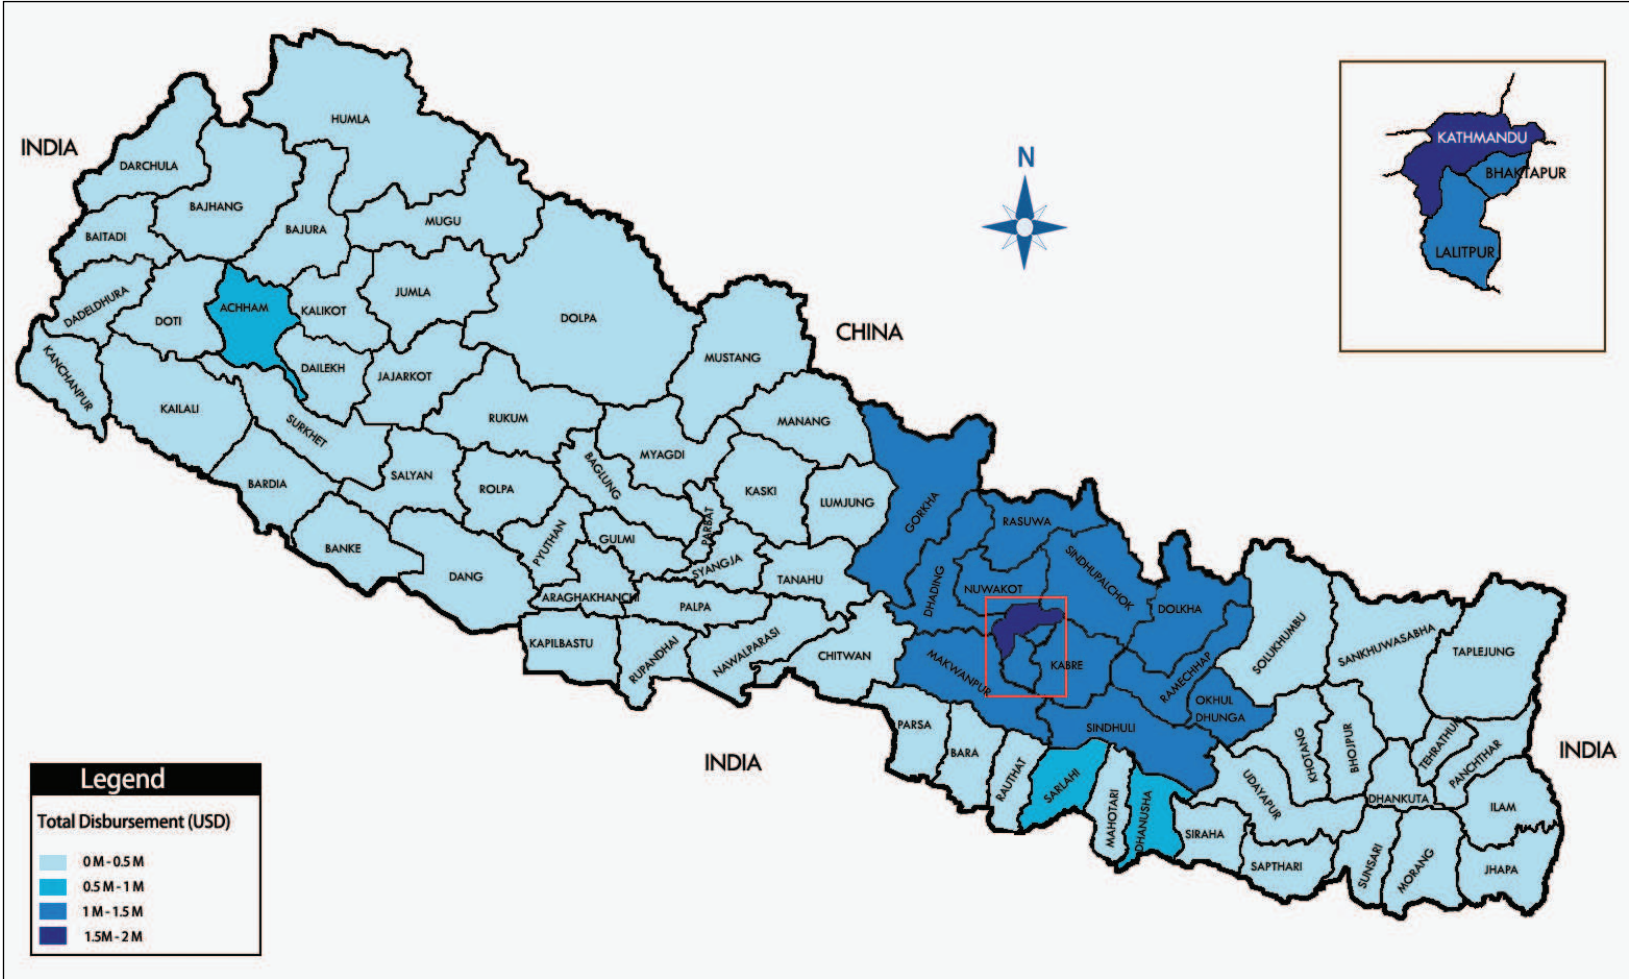 HUMLA
INDIA
DARCHULA
BAJHANG
BAJURA
MUGU
BAITADI
DADELDHURA
DOTI
ACHHAM
KALIKOT
JUMLA
DOLPA
KANCHANPUR
KAILALI
DAILEKH
JAJARKOT
SURKHET
RUKUM
MUSTANG
CHINA
N
KATHMANDU
BHAKTAPUR
LALITPUR
MANANG
MYAGDI
BAGLUNG
BARDIA
SALYAN
ROLPA
KASKI
LUMJUNG
PARBAT
BANKE
DANG
PYUTHAN
GULMI
SYANGJA
TANAHU
ARAGHAKHANCHI
PALPA
KAPILBASTU
RUPANDHAI
NAWALPARASI
CHITWAN
GORKHA
RASUWA
DHADING
NUWAKOT
SINDHUPALCHOK
DOLKHA
MAKWANPUR
KABRE
RAMECHHAP
OKHUL
DHUNGA
SINDHULI
SOLUKHUMBU
SANKHUWASABHA
TAPLEJUNG
PARSA
BARA
RAUTHAT
SARLAHI
MAHOTARI
DHANUSHA
SIRAHA
UDAYAPUR
KHOTANG
BHOJPUR
TEHRATHUM
PANCHTHAR
INDIA
DHANKUTA
ILAM
SAPTHARI
SUNSARI
MORANG
JHAPA
INDIA
Legend
Total Disbursement (USD)
0 M - 0.5 M
0.5 M - 1 M
1 M - 1.5 M
1.5M - 2 M